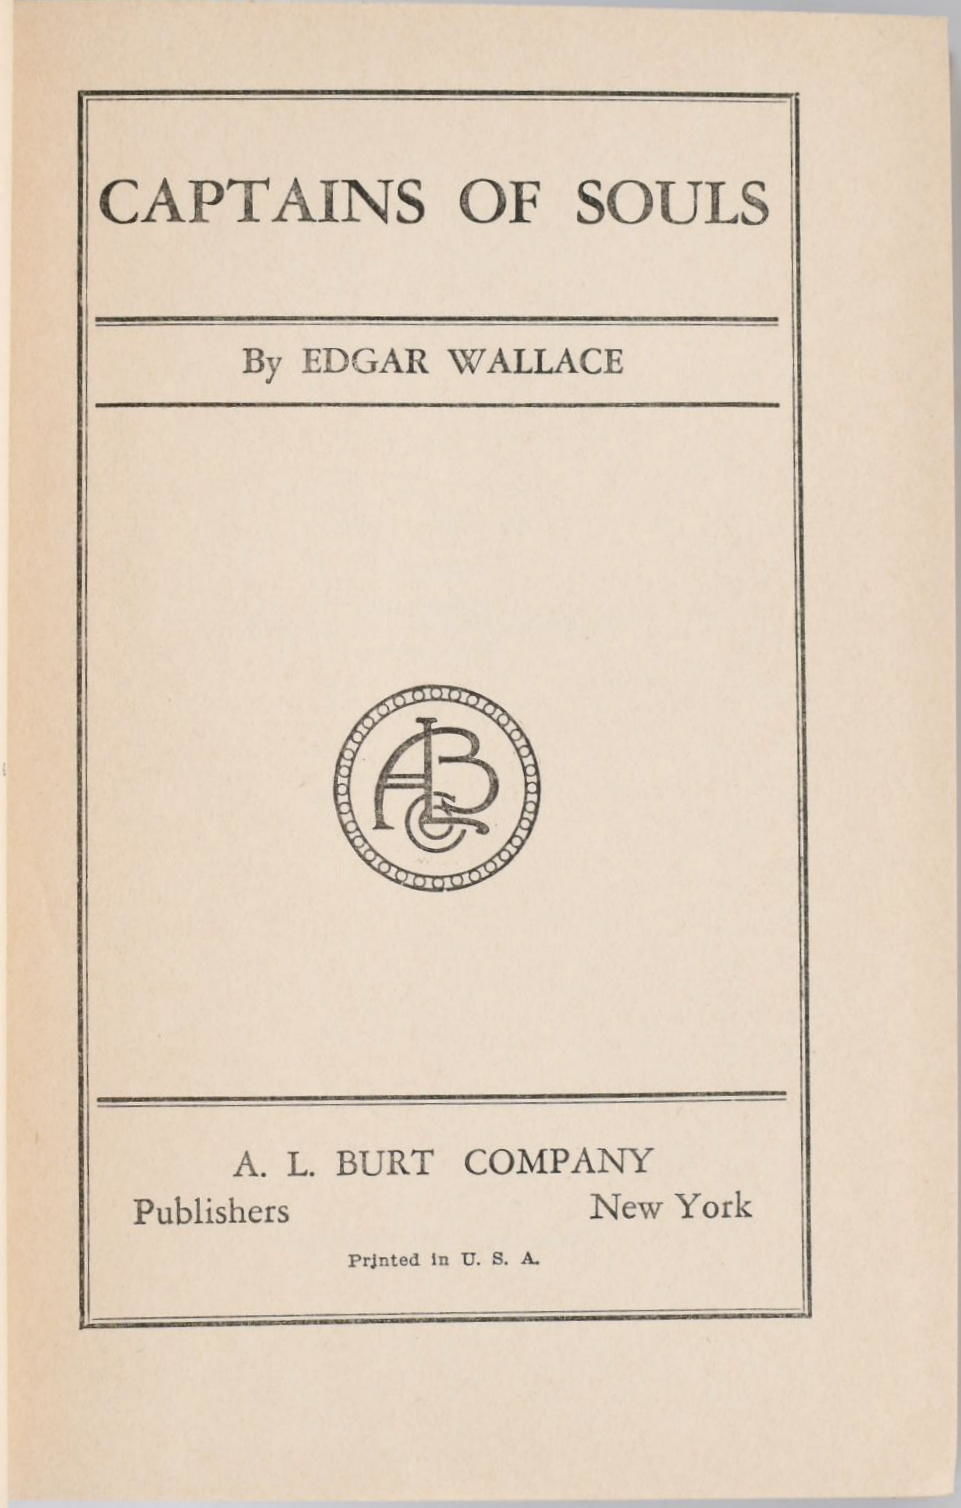 CAPTAINS OF SOULS
By EDGAR WALLACE
A. L. BURT COMPANY
Publishers New York
Printed in U. S. A.